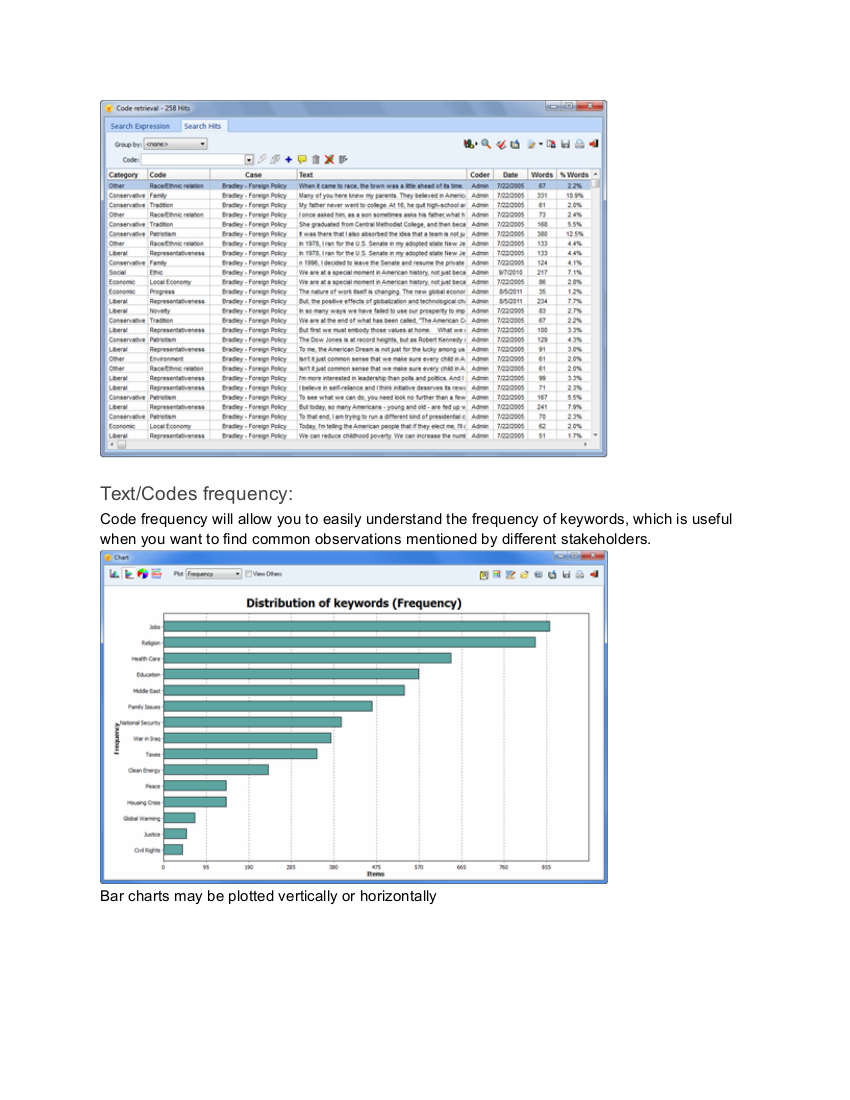 Code retrieval - 258 Hits
Search Expression Search Hits
Group by: <none>
Code:
Category Code Case Text Coder Date Words % Words
Other Race/Ethnic relation Bradley - Foreign Policy When it came to race, the town was a little ahead of its time. Admin 7/22/2005 67 2.2%
Conservative Family Bradley - Foreign Policy Many of you here knew my parents. They believed in Americ Admin 7/22/2005 331 10.9%
Conservative Tradition Bradley - Foreign Policy My father never went to college. At 16, he quit high-school ar Admin 7/22/2005 61 2.0%
Other Race/Ethnic relation Bradley - Foreign Policy I once asked him, as a son sometimes asks his father,what h Admin 7/22/2005 73 2.4%
Conservative Tradition Bradley - Foreign Policy She graduated from Central Methodist College, and then beca Admin 7/22/2005 168 5.5%
Conservative Patriotism Bradley - Foreign Policy It was there that I also absorbed the idea that a team is not ju Admin 7/22/2005 380 12.5%
Other Race/Ethnic relation Bradley - Foreign Policy In 1978, I ran for the U.S. Senate in my adopted state New Je Admin 7/22/2005 133 4.4%
Liberal Representativeness Bradley - Foreign Policy In 1978, I ran for the U.S. Senate in my adopted state New Je Admin 7/22/2005 133 4.4%
Conservative Family Bradley - Foreign Policy n 1996, I decided to leave the Senate and resume the private Admin 7/22/2005 124 4.1%
Social Ethic Bradley - Foreign Policy We are at a special moment in American history, not just beca Admin 9/7/2010 217 7.1%
Economic Local Economy Bradley - Foreign Policy We are at a special moment in American history, not just beca Admin 7/22/2005 86 2.8%
Economic Progress Bradley - Foreign Policy The nature of work itself is changing. The new global econor Admin 8/5/2011 35 1.2%
Liberal Representativeness Bradley - Foreign Policy But, the positive effects of globalization and technological ch Admin 8/5/2011 234 7.7%
Liberal Novelty Bradley - Foreign Policy In so many ways we have failed to use our prosperity to imp Admin 7/22/2005 83 2.7%
Conservative Tradition Bradley - Foreign Policy We are at the end of what has been called, "The American C Admin 7/22/2005 67 2.2%
Liberal Representativeness Bradley - Foreign Policy But first we must embody those values at home. What we Admin 7/22/2005 100 3.3%
Conservative Patriotism Bradley - Foreign Policy The Dow Jones is at record heights, but as Robert Kennedy Admin 7/22/2005 129 4.3%
Liberal Representativeness Bradley - Foreign Policy To me, the American Dream is not just for the lucky among us Admin 7/22/2005 91 3.0%
Other Environment Bradley - Foreign Policy Isn't it just common sense that we make sure every child in A Admin 7/22/2005 61 2.0%
Other Race/Ethnic relation Bradley - Foreign Policy Isn't it just common sense that we make sure every child in A Admin 7/22/2005 61 2.0%
Liberal Representativeness Bradley - Foreign Policy I'm more interested in leadership than polls and politics. And I Admin 7/22/2005 99 3.3%
Liberal Representativeness Bradley - Foreign Policy I believe in self-reliance and I think initiative deserves its rew Admin 7/22/2005 71 2.3%
Conservative Patriotism Bradley - Foreign Policy To see what we can do, you need look no further than a few Admin 7/22/2005 167 5.5%
Liberal Representativeness Bradley - Foreign Policy But today, so many Americans - young and old - are fed up w Admin 7/22/2005 241 7.9%
Conservative Patriotism Bradley - Foreign Policy To that end, I am trying to run a different kind of presidential c Admin 7/22/2005 70 2.3%
Economic Local Economy Bradley - Foreign Policy Today, I'm telling the American people that if they elect me, I'll Admin 7/22/2005 62 2.0%
Liberal Representativeness Bradley - Foreign Policy We can reduce childhood poverty. We can increase the num Admin 7/22/2005 51 1.7%
Text/Codes frequency:
Code frequency will allow you to easily understand the frequency of keywords, which is useful
when you want to find common observations mentioned by different stakeholders.
Chart
Plot Frequency View Others
Distribution of keywords (Frequency)
Jobs
Religion
Health Care
Education
Middle East
Family Issues
National Security
War in Iraq
Taxes
Clean Energy
Peace
Housing Crisis
Global Warming
Justice
Civil Rights
Frequency
0 95 190 285 380 475 570 665 760 855
Items
Bar charts may be plotted vertically or horizontally